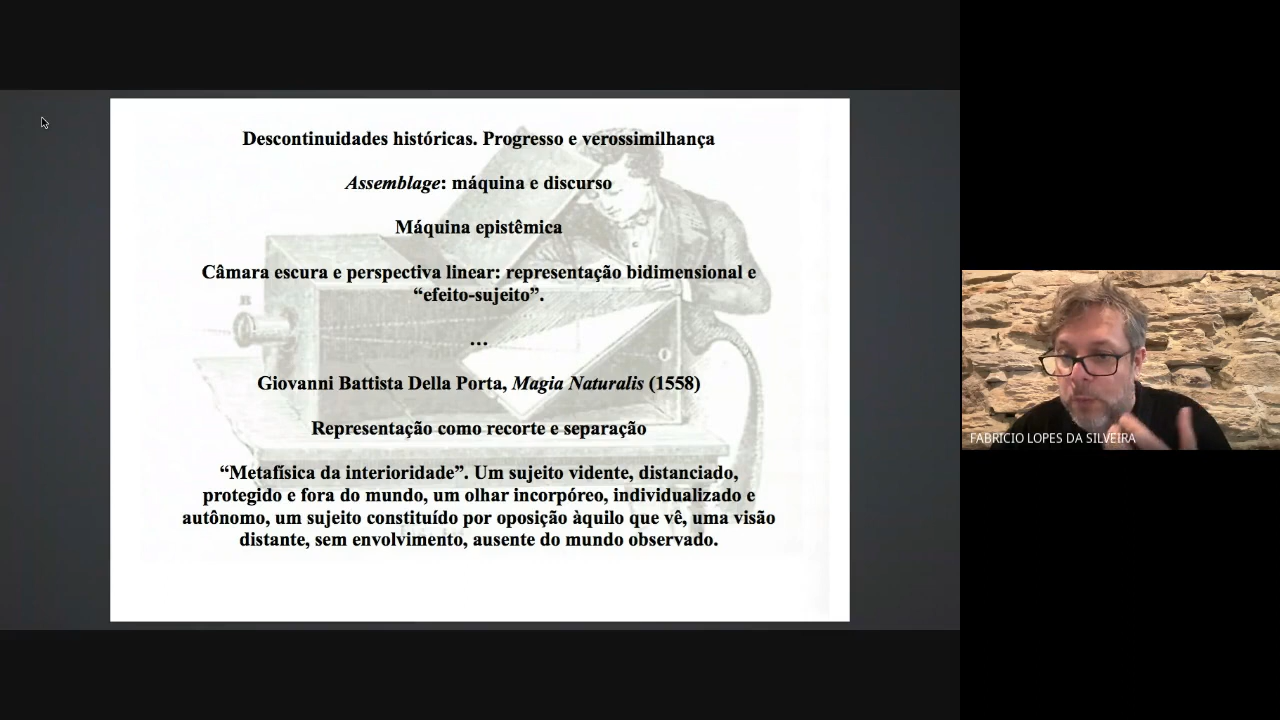 Descontinuidades históricas. Progresso e verossimilhança
Assemblage: máquina e discurso
Máquina epistêmica
Câmara escura e perspectiva linear: representação bidimensional e
“efeito-sujeito”.
…
B
O
Giovanni Battista Della Porta, Magia Naturalis (1558)
Representação como recorte e separação
“Metafísica da interioridade”. Um sujeito vidente, distanciado,
protegido e fora do mundo, um olhar incorpóreo, individualizado e
autônomo, um sujeito constituído por oposição àquilo que vê, uma visão
distante, sem envolvimento, ausente do mundo observado.
FABRICIO LOPES DA SILVEIRA